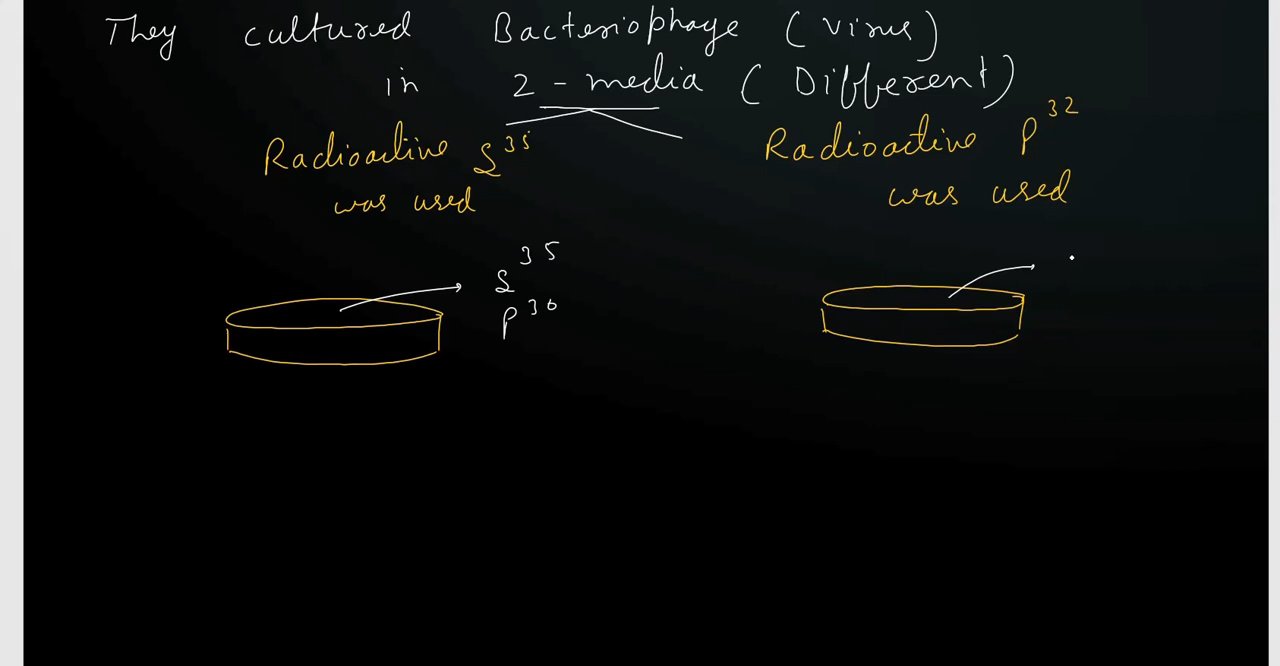 They cultured Bacteriophage (virus)
in 2 - media (Different)
Radioactive S³⁵
was used
Radioactive P³²
was used
S³⁵
P³⁰